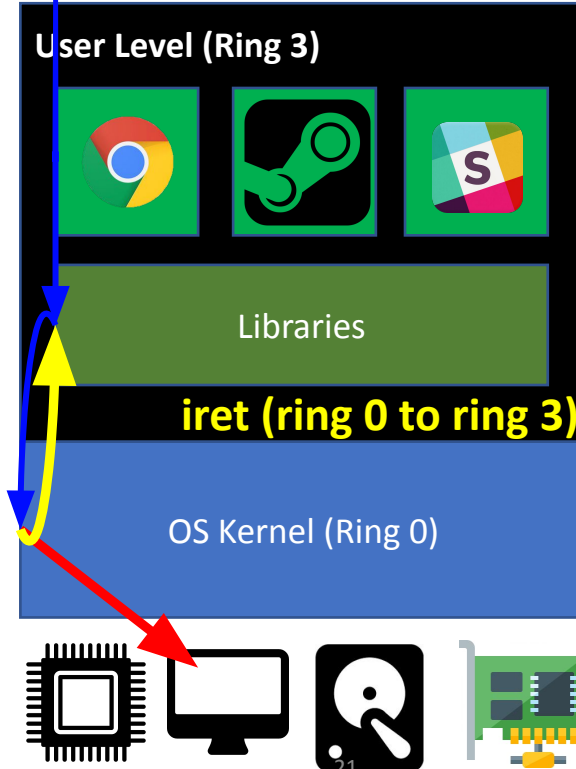 User Level (Ring 3)
S
Libraries
iret (ring 0 to ring 3)
OS Kernel (Ring 0)
21